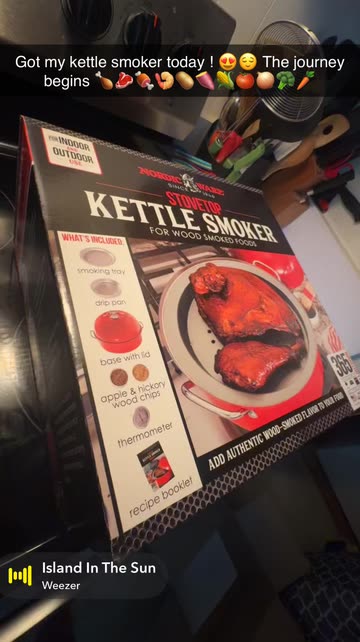 Got my kettle smoker today ! 😍😌 The journey
begins 🍗🥩🍖🍤🥔🍠🌽🍅🧅🥦🥕
FOR INDOOR
AND
OUTDOOR
USE
NORDIC WARE
SINCE 1946
STOVETOP
KETTLE SMOKER
FOR WOOD SMOKED FOODS
WHAT'S INCLUDED:
smoking tray
drip pan
base with lid
apple & hickory
wood chips
thermometer
recipe booklet
365
ADD AUTHENTIC WOOD-SMOKED FLAVOR TO YOUR FOOD
Island In The Sun
Weezer